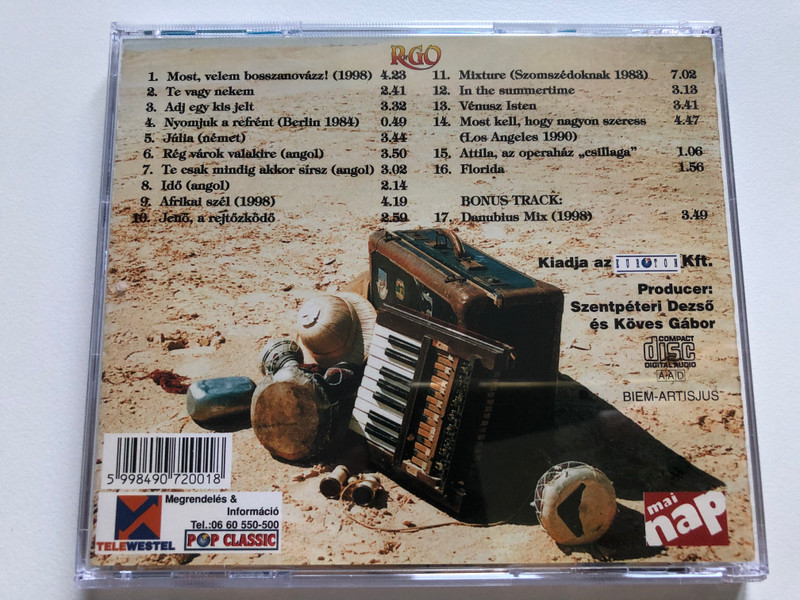 R-GO
1. Most, velem bosszanovázz! (1998) 4.23
2. Te vagy nekem 2.41
3. Adj egy kis jelt 3.32
4. Nyomjuk a refrént (Berlin 1984) 0.49
5. Júlia (német) 3.44
6. Rég várok valakire (angol) 3.50
7. Te csak mindig akkor sírsz (angol) 3.02
8. Idő (angol) 2.14
9. Afrikai szél (1998) 4.19
10. Jenő, a rejtőzködő 2.59
11. Mixture (Szomszédoknak 1983) 7.02
12. In the summertime 3.13
13. Vénusz Isten 3.41
14. Most kell, hogy nagyon szeress 4.47
(Los Angeles 1990)
15. Attila, az operaház „csillaga” 1.06
16. Florida 1.56
BONUS TRACK:
17. Danubius Mix (1998) 3.49
Kiadja az EUROTON Kft.
Producer:
Szentpéteri Dezső
és Köves Gábor
COMPACT
disc
DIGITAL AUDIO
AAD
BIEM-ARTISJUS
5 998490 720018
Megrendelés &
Információ
Tel.:06 60 550-500
TELEWESTEL
POP CLASSIC
mai
nap